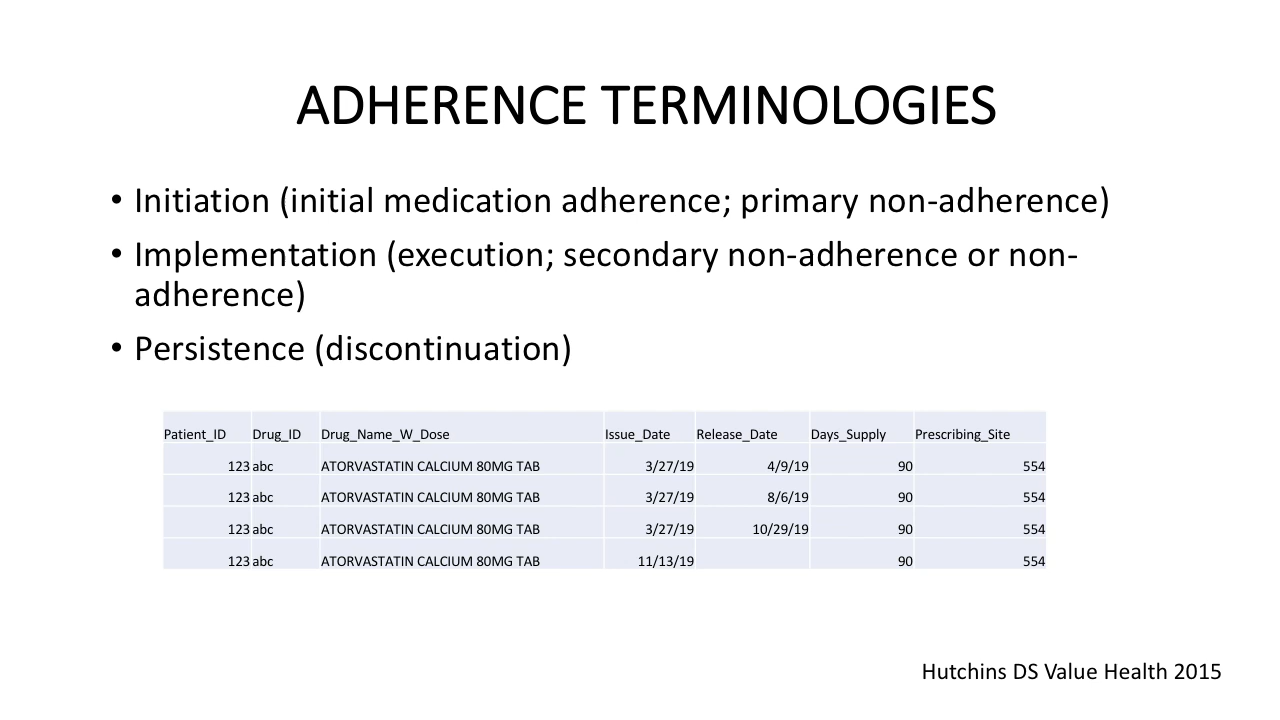 ADHERENCE TERMINOLOGIES
• Initiation (initial medication adherence; primary non-adherence)
• Implementation (execution; secondary non-adherence or non-
adherence)
• Persistence (discontinuation)
Patient_ID Drug_ID Drug_Name_W_Dose Issue_Date Release_Date Days_Supply Prescribing_Site
123 abc ATORVASTATIN CALCIUM 80MG TAB 3/27/19 4/9/19 90 554
123 abc ATORVASTATIN CALCIUM 80MG TAB 3/27/19 8/6/19 90 554
123 abc ATORVASTATIN CALCIUM 80MG TAB 3/27/19 10/29/19 90 554
123 abc ATORVASTATIN CALCIUM 80MG TAB 11/13/19 90 554
Hutchins DS Value Health 2015